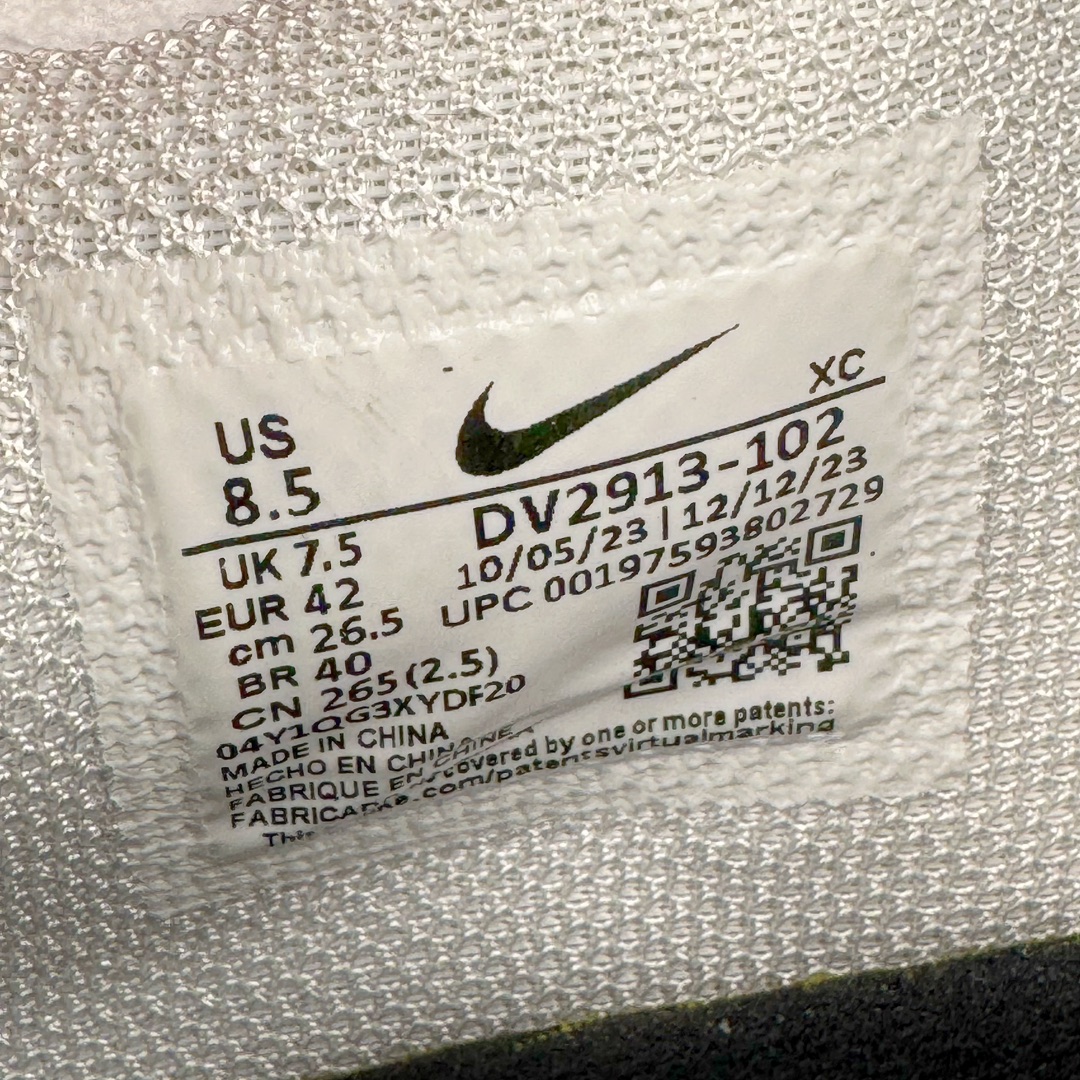 XC
US
8.5
DV2913-102
10/05/23 | 12/12/23
UPC 00197593802729
UK 7.5
EUR 42
cm 26.5
BR 40
CN 265 (2.5)
04Y1QG3XYDF20
MADE IN CHINA
HECHO EN CHINA
FABRIQUE EN CHINE
covered by one or more patents:
.com/patentsvirtualmarking